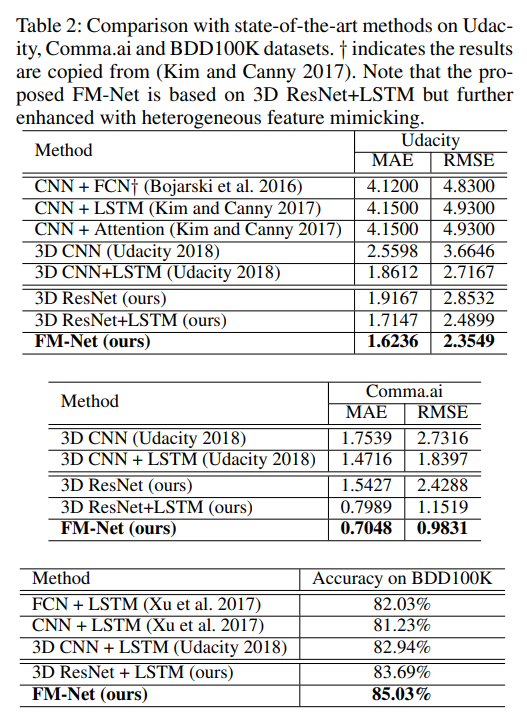 Table 2: Comparison with state-of-the-art methods on Udac-
ity, Comma.ai and BDD100K datasets. † indicates the results
are copied from (Kim and Canny 2017). Note that the pro-
posed FM-Net is based on 3D ResNet+LSTM but further
enhanced with heterogeneous feature mimicking.
Method Udacity
MAE RMSE
CNN + FCN† (Bojarski et al. 2016) 4.1200 4.8300
CNN + LSTM (Kim and Canny 2017) 4.1500 4.9300
CNN + Attention (Kim and Canny 2017) 4.1500 4.9300
3D CNN (Udacity 2018) 2.5598 3.6646
3D CNN+LSTM (Udacity 2018) 1.8612 2.7167
3D ResNet (ours) 1.9167 2.8532
3D ResNet+LSTM (ours) 1.7147 2.4899
FM-Net (ours) 1.6236 2.3549
Method Comma.ai
MAE RMSE
3D CNN (Udacity 2018) 1.7539 2.7316
3D CNN + LSTM (Udacity 2018) 1.4716 1.8397
3D ResNet (ours) 1.5427 2.4288
3D ResNet+LSTM (ours) 0.7989 1.1519
FM-Net (ours) 0.7048 0.9831
Method Accuracy on BDD100K
FCN + LSTM (Xu et al. 2017) 82.03%
CNN + LSTM (Xu et al. 2017) 81.23%
3D CNN + LSTM (Udacity 2018) 82.94%
3D ResNet + LSTM (ours) 83.69%
FM-Net (ours) 85.03%